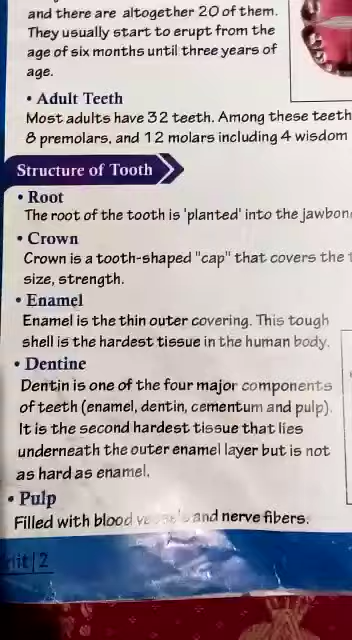 and there are altogether 20 of them.
They usually start to erupt from the
age of six months until three years of
age.
• Adult Teeth
Most adults have 32 teeth. Among these teeth
8 premolars, and 12 molars including 4 wisdom
Structure of Tooth
• Root
The root of the tooth is 'planted' into the jawbon
• Crown
Crown is a tooth-shaped "cap" that covers the t
size, strength.
• Enamel
Enamel is the thin outer covering. This tough
shell is the hardest tissue in the human body.
• Dentine
Dentin is one of the four major components
of teeth (enamel, dentin, cementum and pulp).
It is the second hardest tissue that lies
underneath the outer enamel layer but is not
as hard as enamel.
• Pulp
Filled with blood vessels and nerve fibers.
2